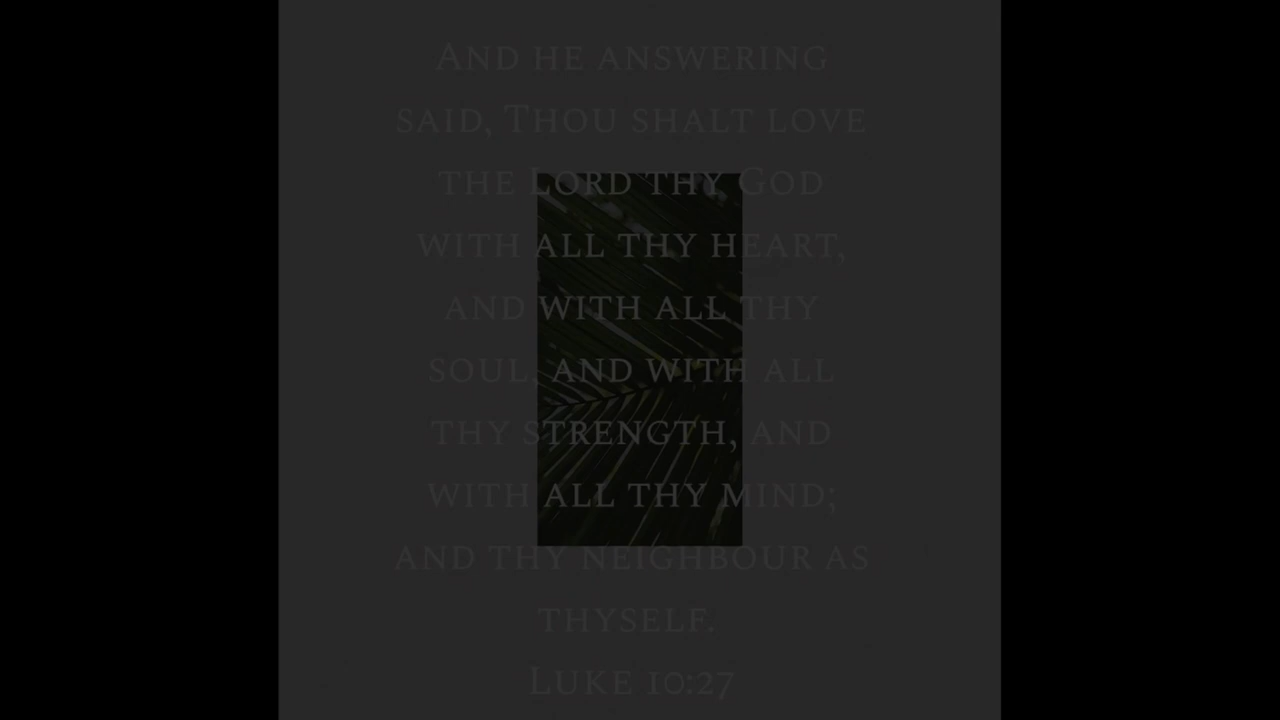 And he answering
said, Thou shalt love
the Lord thy God
with all thy heart,
and with all thy
soul, and with all
thy strength, and
with all thy mind;
and thy neighbour as
thyself.
Luke 10:27